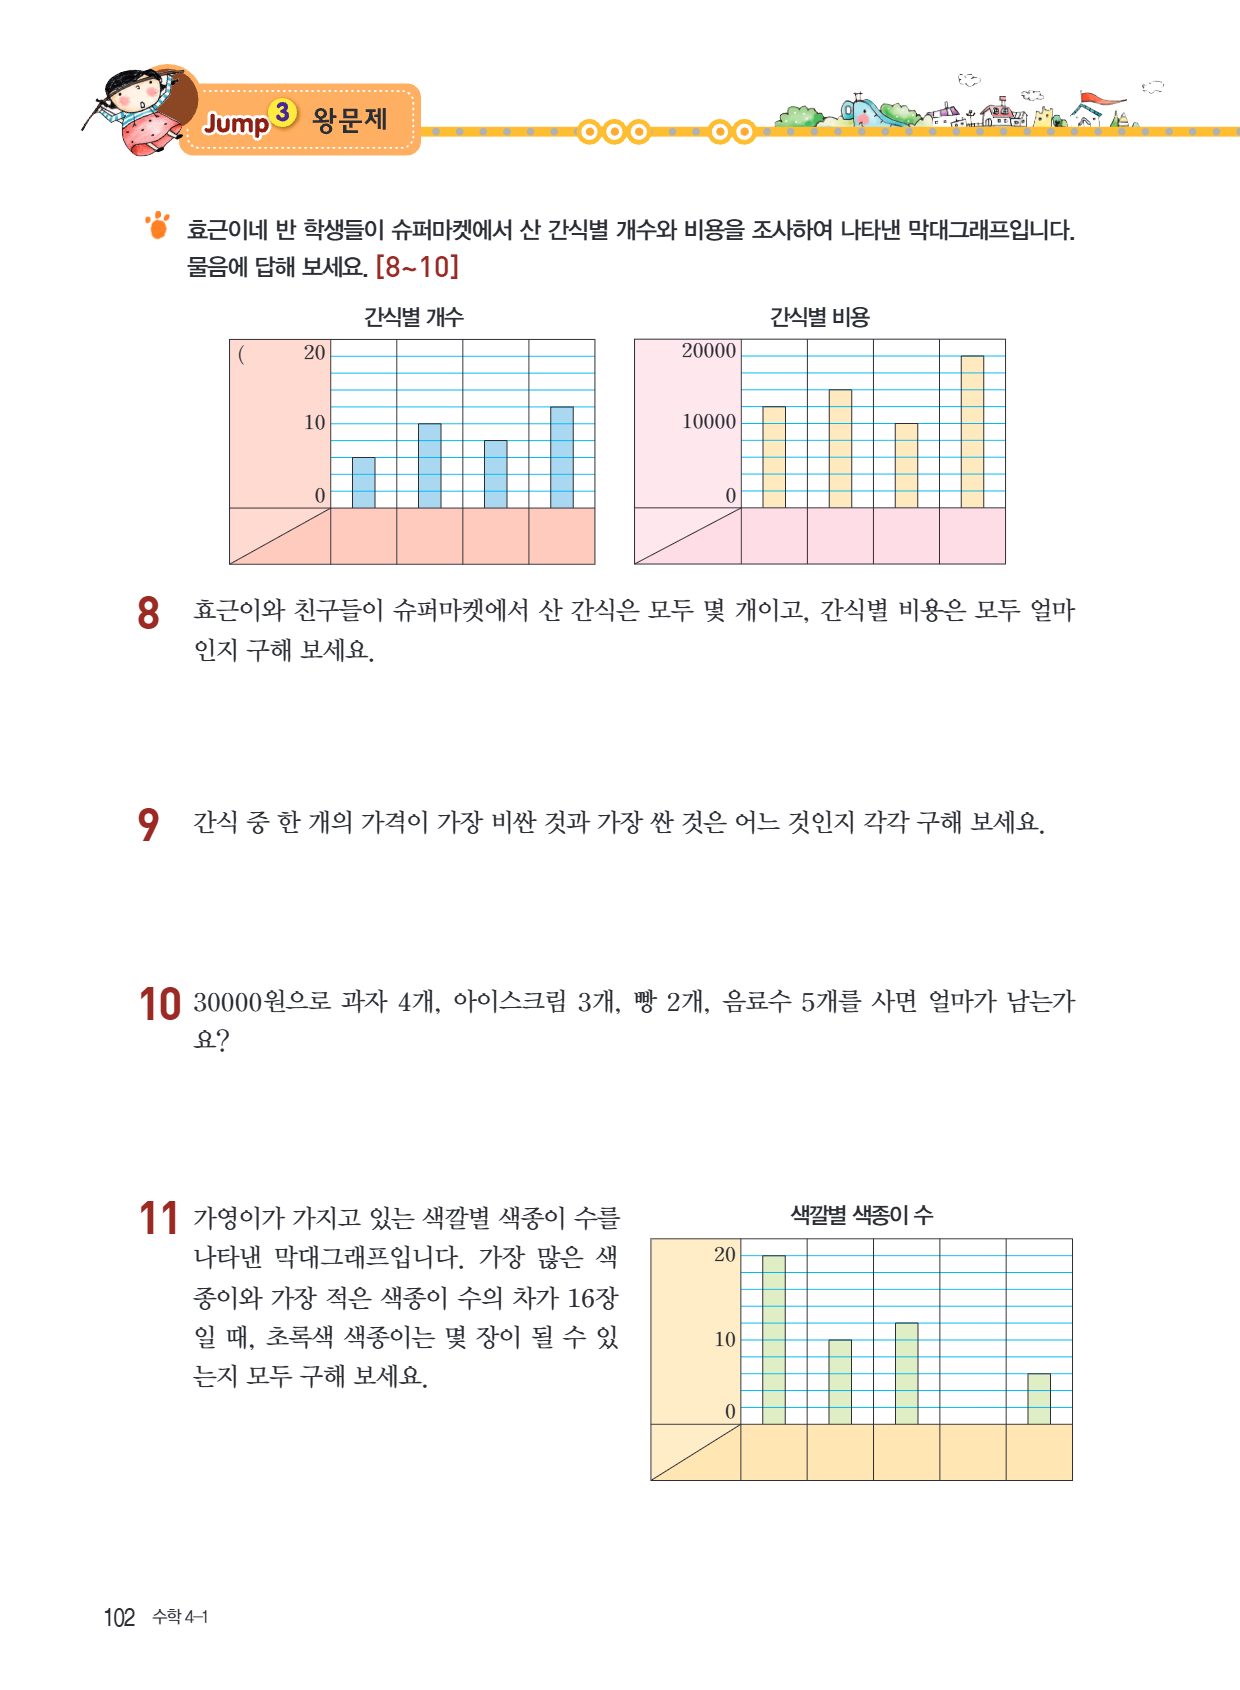 Jump 3 왕문제
효근이네 반 학생들이 슈퍼마켓에서 산 간식별 개수와 비용을 조사하여 나타낸 막대그래프입니다.
물음에 답해 보세요. [8~10]
간식별 개수
( 20
10
0
간식별 비용
20000
10000
0
8 효근이와 친구들이 슈퍼마켓에서 산 간식은 모두 몇 개이고, 간식별 비용은 모두 얼마
인지 구해 보세요.
9 간식 중 한 개의 가격이 가장 비싼 것과 가장 싼 것은 어느 것인지 각각 구해 보세요.
10 30000원으로 과자 4개, 아이스크림 3개, 빵 2개, 음료수 5개를 사면 얼마가 남는가
요?
11 가영이가 가지고 있는 색깔별 색종이 수를
나타낸 막대그래프입니다. 가장 많은 색
종이와 가장 적은 색종이 수의 차가 16장
일 때, 초록색 색종이는 몇 장이 될 수 있
는지 모두 구해 보세요.
색깔별 색종이 수
20
10
0
102 수학 4-1